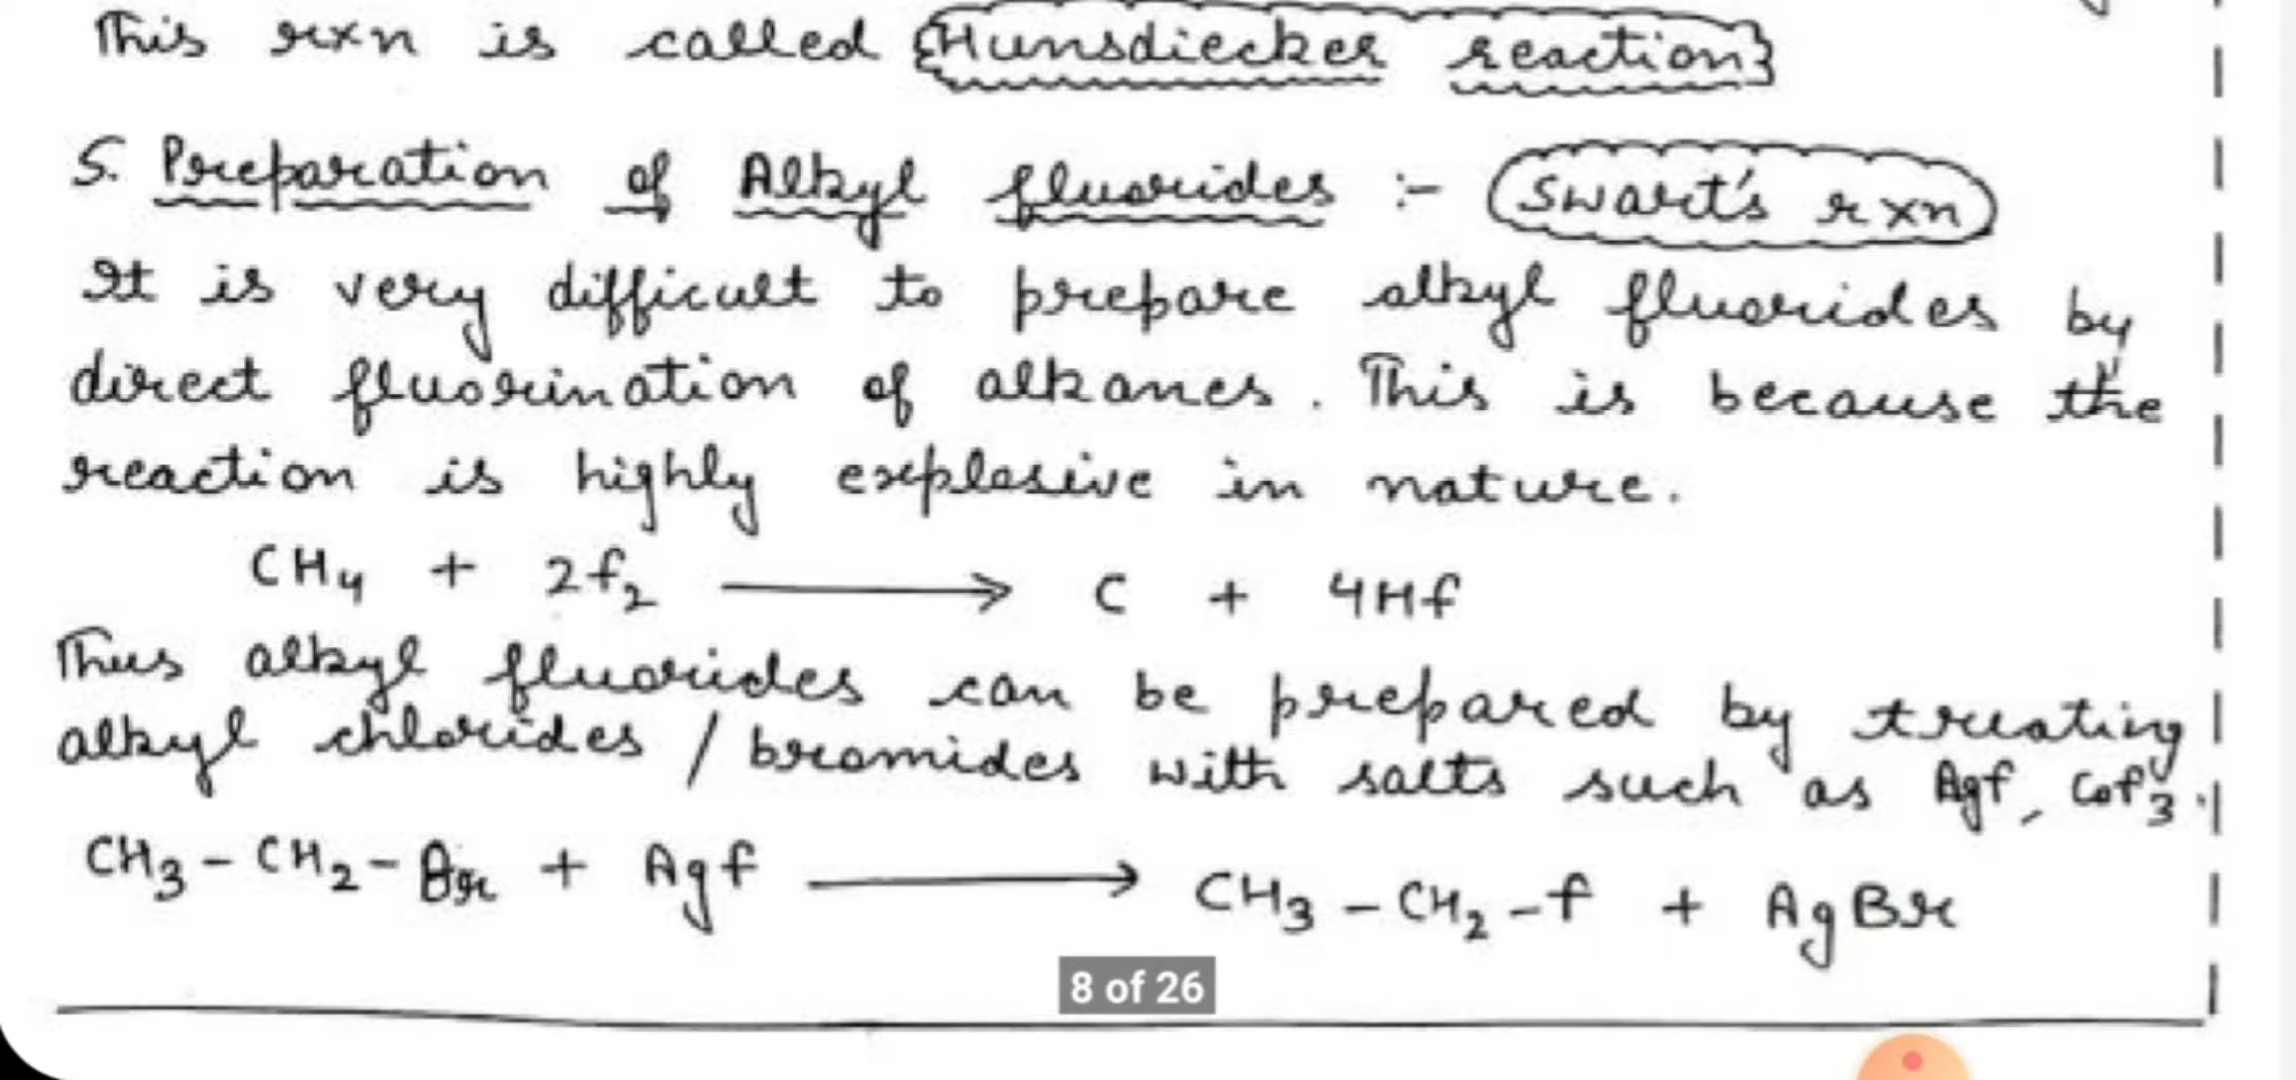 This rxn is called Hunsdiecker reaction
5. Preparation of Alkyl fluorides :- Swart's rxn
It is very difficult to prepare alkyl fluorides by
direct fluorination of alkanes. This is because the
reaction is highly explosive in nature.
CH₄ + 2f₂ ⟶ C + 4Hf
Thus alkyl fluorides can be prepared by treating
alkyl chlorides / bromides with salts such as Agf, Cof₃.
CH₃ - CH₂ - Br + Agf ⟶ CH₃ - CH₂ - f + AgBr
8 of 26